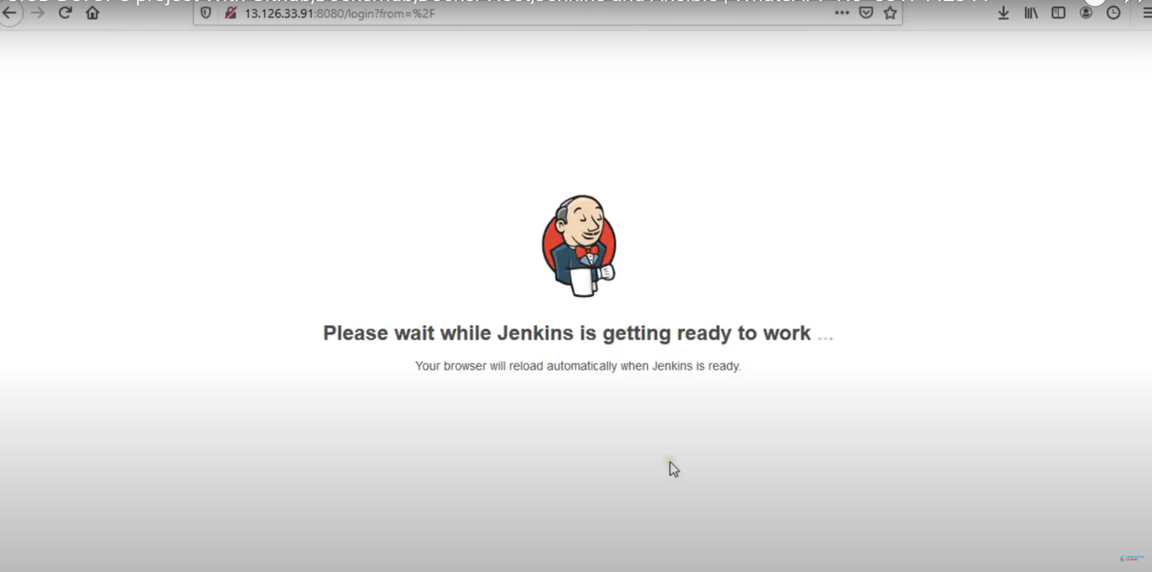 13.126.33.91:8080/login?from=%2F
Please wait while Jenkins is getting ready to work ...
Your browser will reload automatically when Jenkins is ready.